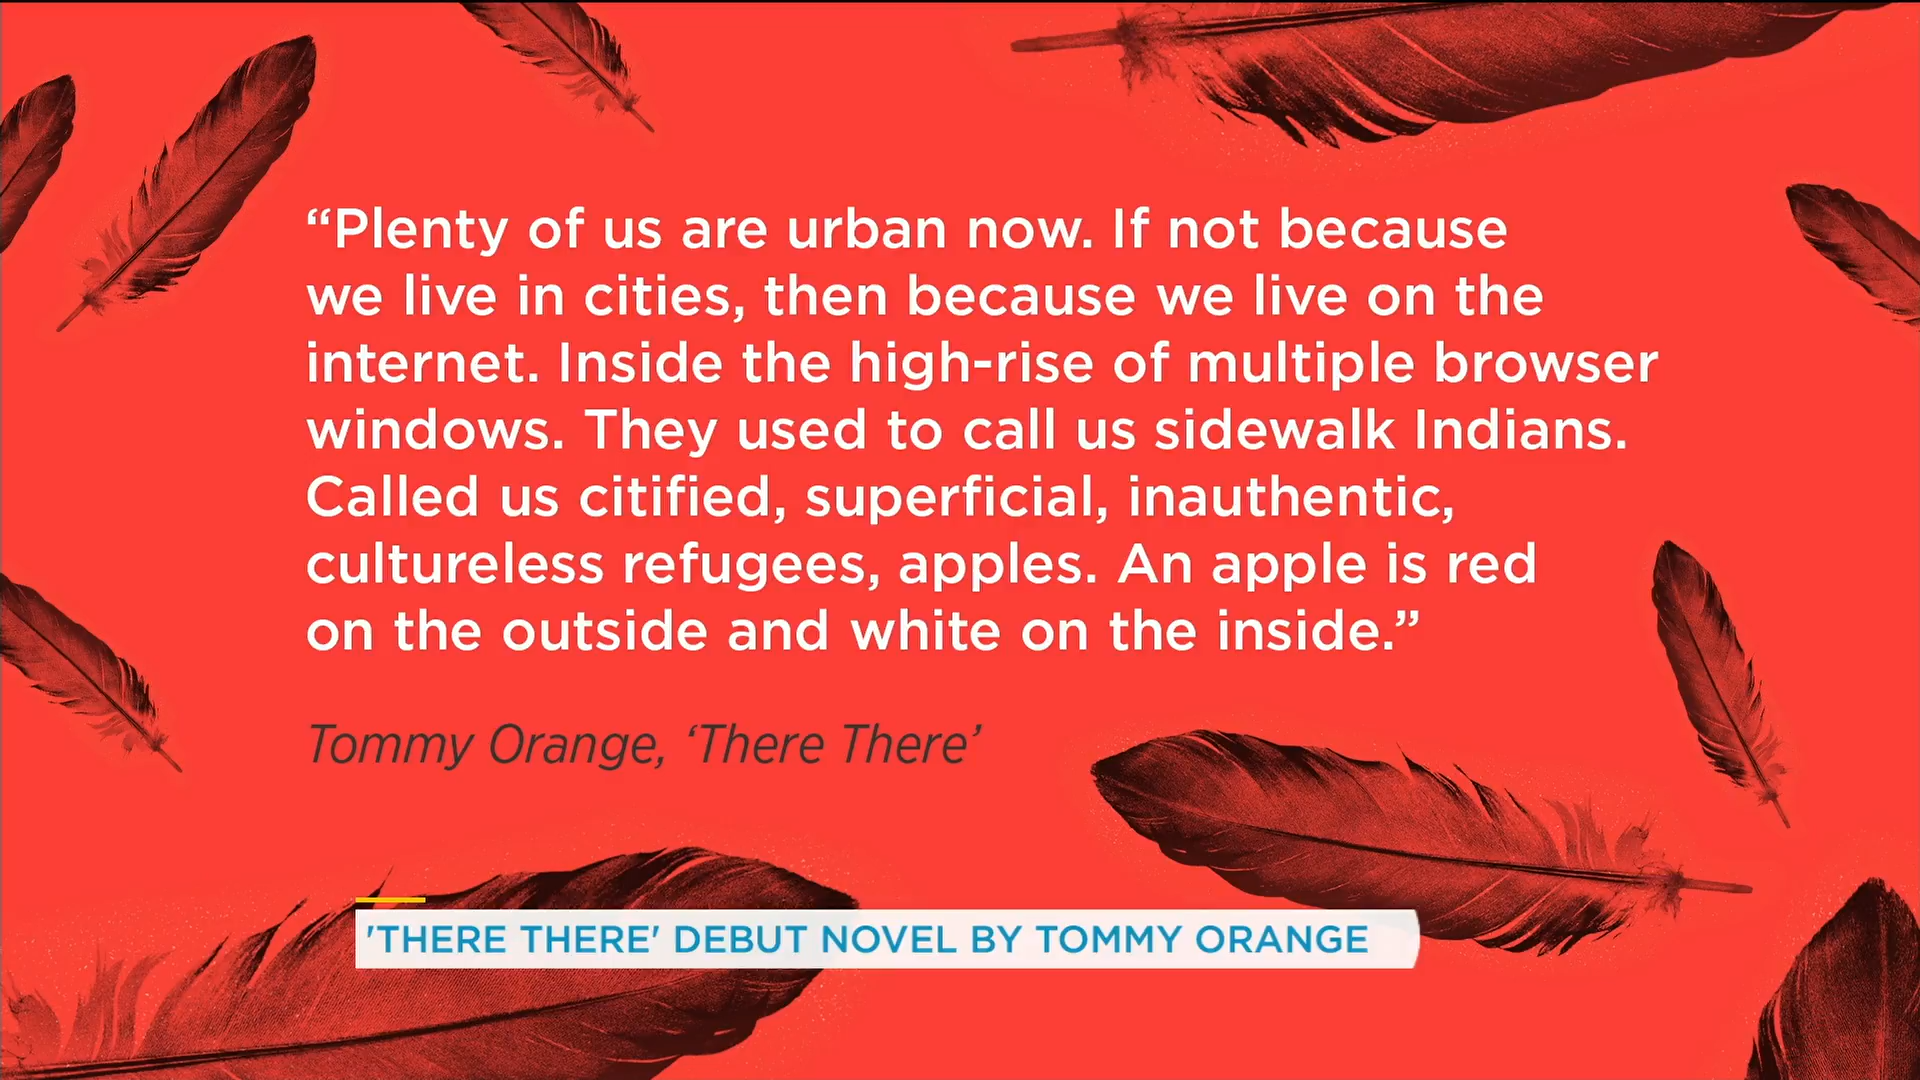 “Plenty of us are urban now. If not because
we live in cities, then because we live on the
internet. Inside the high-rise of multiple browser
windows. They used to call us sidewalk Indians.
Called us citified, superficial, inauthentic,
cultureless refugees, apples. An apple is red
on the outside and white on the inside.”
Tommy Orange, ‘There There’
'THERE THERE' DEBUT NOVEL BY TOMMY ORANGE